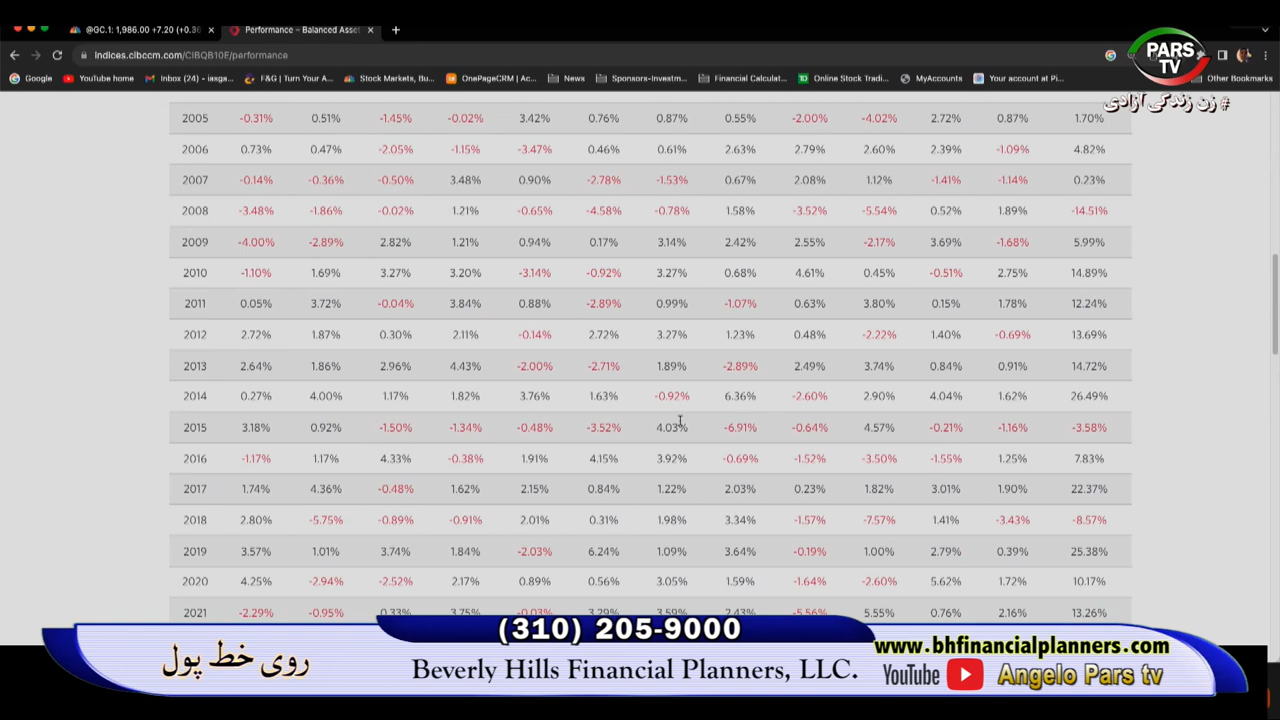 @GC.1: 1,986.00 +7.20 (+0.36
Performance – Balanced Asset
indices.cibccm.com/CIBQB10E/performance
Google YouTube home Inbox (24) - iasga... F&G | Turn Your A... Stock Markets, Bu... OnePageCRM | Ac... News Sponsors-Investm... Financial Calculat... Online Stock Tradi... MyAccounts Your account at Pi... Other Bookmarks
PARS
TV
# زن زندگی آزادی
2005 -0.31% 0.51% -1.45% -0.02% 3.42% 0.76% 0.87% 0.55% -2.00% -4.02% 2.72% 0.87% 1.70%
2006 0.73% 0.47% -2.05% -1.15% -3.47% 0.46% 0.61% 2.63% 2.79% 2.60% 2.39% -1.09% 4.82%
2007 -0.14% -0.36% -0.50% 3.48% 0.90% -2.78% -1.53% 0.67% 2.08% 1.12% -1.41% -1.14% 0.23%
2008 -3.48% -1.86% -0.02% 1.21% -0.65% -4.58% -0.78% 1.58% -3.52% -5.54% 0.52% 1.89% -14.51%
2009 -4.00% -2.89% 2.82% 1.21% 0.94% 0.17% 3.14% 2.42% 2.55% -2.17% 3.69% -1.68% 5.99%
2010 -1.10% 1.69% 3.27% 3.20% -3.14% -0.92% 3.27% 0.68% 4.61% 0.45% -0.51% 2.75% 14.89%
2011 0.05% 3.72% -0.04% 3.84% 0.88% -2.89% 0.99% -1.07% 0.63% 3.80% 0.15% 1.78% 12.24%
2012 2.72% 1.87% 0.30% 2.11% -0.14% 2.72% 3.27% 1.23% 0.48% -2.22% 1.40% -0.69% 13.69%
2013 2.64% 1.86% 2.96% 4.43% -2.00% -2.71% 1.89% -2.89% 2.49% 3.74% 0.84% 0.91% 14.72%
2014 0.27% 4.00% 1.17% 1.82% 3.76% 1.63% -0.92% 6.36% -2.60% 2.90% 4.04% 1.62% 26.49%
2015 3.18% 0.92% -1.50% -1.34% -0.48% -3.52% 4.03% -6.91% -0.64% 4.57% -0.21% -1.16% -3.58%
2016 -1.17% 1.17% 4.33% -0.38% 1.91% 4.15% 3.92% -0.69% -1.52% -3.50% -1.55% 1.25% 7.83%
2017 1.74% 4.36% -0.48% 1.62% 2.15% 0.84% 1.22% 2.03% 0.23% 1.82% 3.01% 1.90% 22.37%
2018 2.80% -5.75% -0.89% -0.91% 2.01% 0.31% 1.98% 3.34% -1.57% -7.57% 1.41% -3.43% -8.57%
2019 3.57% 1.01% 3.74% 1.84% -2.03% 6.24% 1.09% 3.64% -0.19% 1.00% 2.79% 0.39% 25.38%
2020 4.25% -2.94% -2.52% 2.17% 0.89% 0.56% 3.05% 1.59% -1.64% -2.60% 5.62% 1.72% 10.17%
2021 -2.29% -0.95% 0.33% 3.75% -0.03% 3.29% 3.59% 2.43% -5.56% 5.55% 0.76% 2.16% 13.26%
(310) 205-9000
روی خط پول
Beverly Hills Financial Planners, LLC.
www.bhfinancialplanners.com
YouTube Angelo Pars tv